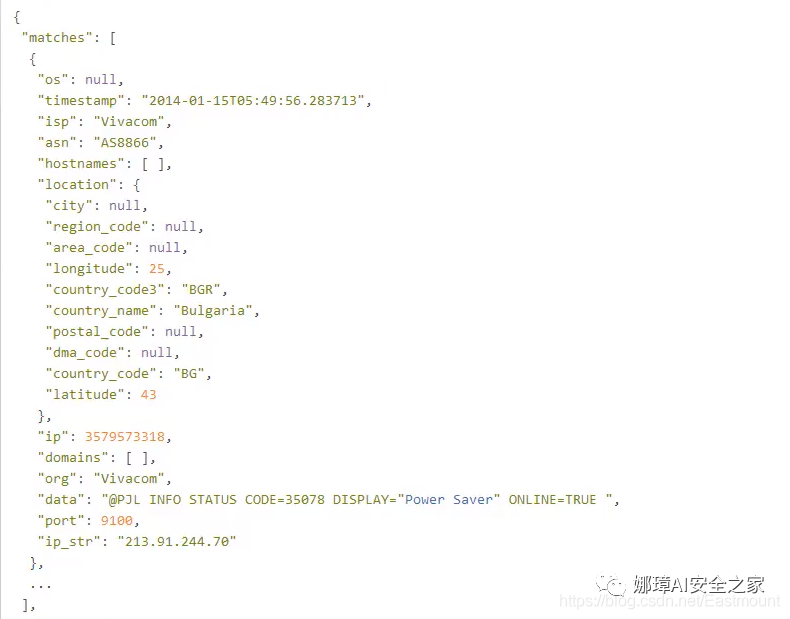 {
"matches": [
{
"os": null,
"timestamp": "2014-01-15T05:49:56.283713",
"isp": "Vivacom",
"asn": "AS8866",
"hostnames": [ ],
"location": {
"city": null,
"region_code": null,
"area_code": null,
"longitude": 25,
"country_code3": "BGR",
"country_name": "Bulgaria",
"postal_code": null,
"dma_code": null,
"country_code": "BG",
"latitude": 43
},
"ip": 3579573318,
"domains": [ ],
"org": "Vivacom",
"data": "@PJL INFO STATUS CODE=35078 DISPLAY="Power Saver" ONLINE=TRUE ",
"port": 9100,
"ip_str": "213.91.244.70"
},
...
],
娜璋AI安全之家
https://blog.csdn.net/Eastmount